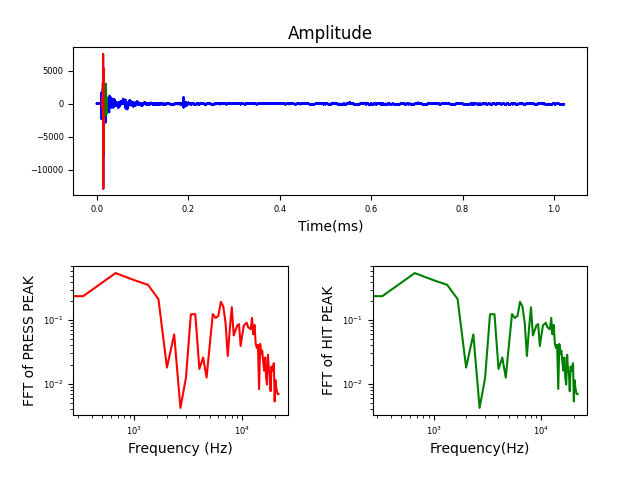 Amplitude
5000
0
−5000
−10000
0.0 0.2 0.4 0.6 0.8 1.0
Time(ms)
FFT of PRESS PEAK
10⁻¹
10⁻²
10³ 10⁴
Frequency (Hz)
FFT of HIT PEAK
10⁻¹
10⁻²
10³ 10⁴
Frequency(Hz)